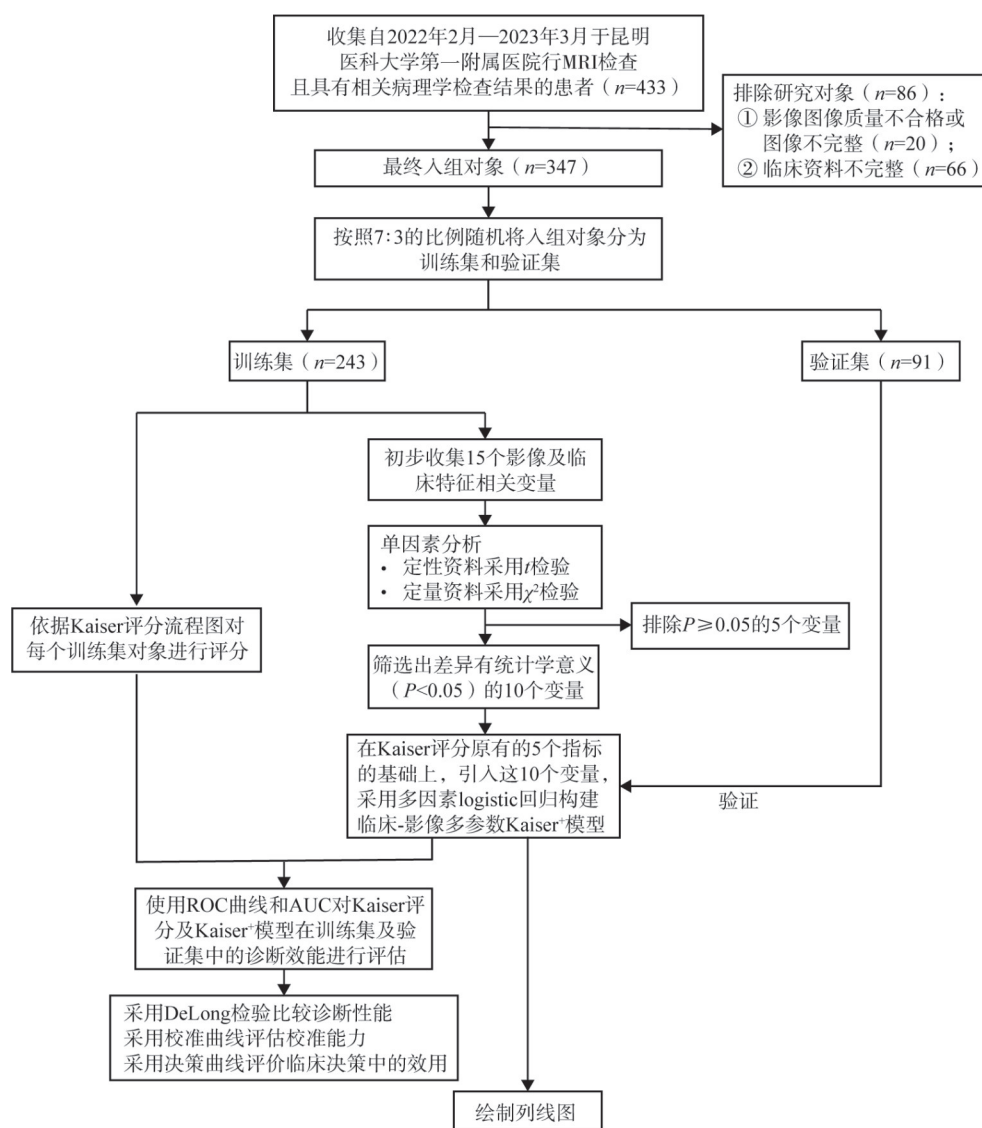 收集自2022年2月—2023年3月于昆明
医科大学第一附属医院行MRI检查
且具有相关病理学检查结果的患者（n=433）
排除研究对象（n=86）：
① 影像图像质量不合格或
图像不完整（n=20）；
② 临床资料不完整（n=66）
最终入组对象（n=347）
按照7:3的比例随机将入组对象分为
训练集和验证集
训练集（n=243）
验证集（n=91）
初步收集15个影像及临
床特征相关变量
单因素分析
• 定性资料采用t检验
• 定量资料采用χ²检验
依据Kaiser评分流程图对
每个训练集对象进行评分
排除P≥0.05的5个变量
筛选出差异有统计学意义
（P<0.05）的10个变量
在Kaiser评分原有的5个指标
的基础上，引入这10个变量，
采用多因素logistic回归构建
临床-影像多参数Kaiser⁺模型
验证
使用ROC曲线和AUC对Kaiser评
分及Kaiser⁺模型在训练集及验
证集中的诊断效能进行评估
采用DeLong检验比较诊断性能
采用校准曲线评估校准能力
采用决策曲线评价临床决策中的效用
绘制列线图